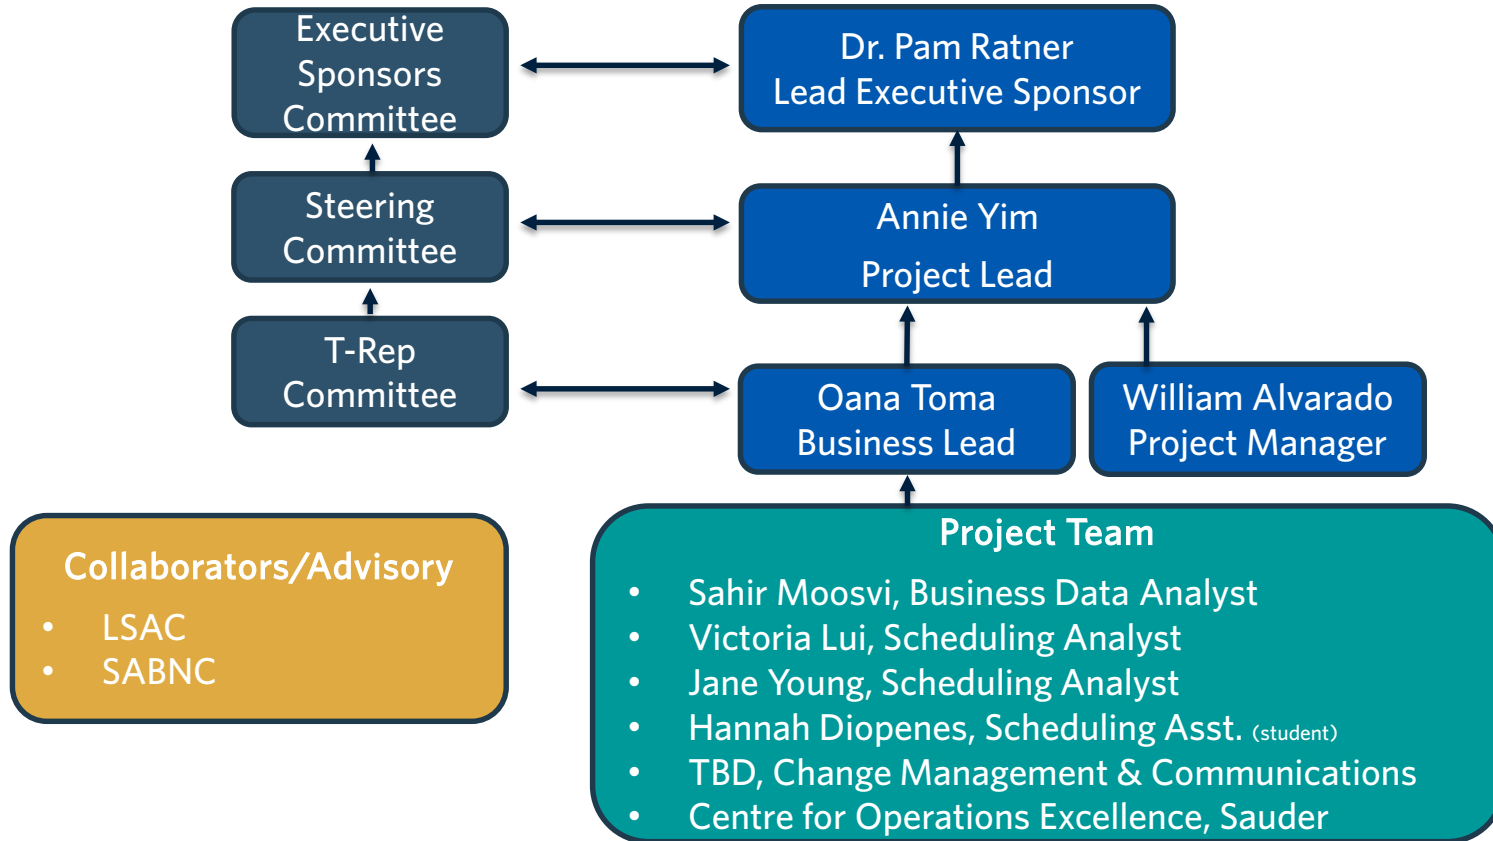 Executive
Sponsors
Committee
Dr. Pam Ratner
Lead Executive Sponsor
Steering
Committee
Annie Yim
Project Lead
T-Rep
Committee
Oana Toma
Business Lead
William Alvarado
Project Manager
Collaborators/Advisory
• LSAC
• SABNC
Project Team
• Sahir Moosvi, Business Data Analyst
• Victoria Lui, Scheduling Analyst
• Jane Young, Scheduling Analyst
• Hannah Diopenes, Scheduling Asst. (student)
• TBD, Change Management & Communications
• Centre for Operations Excellence, Sauder